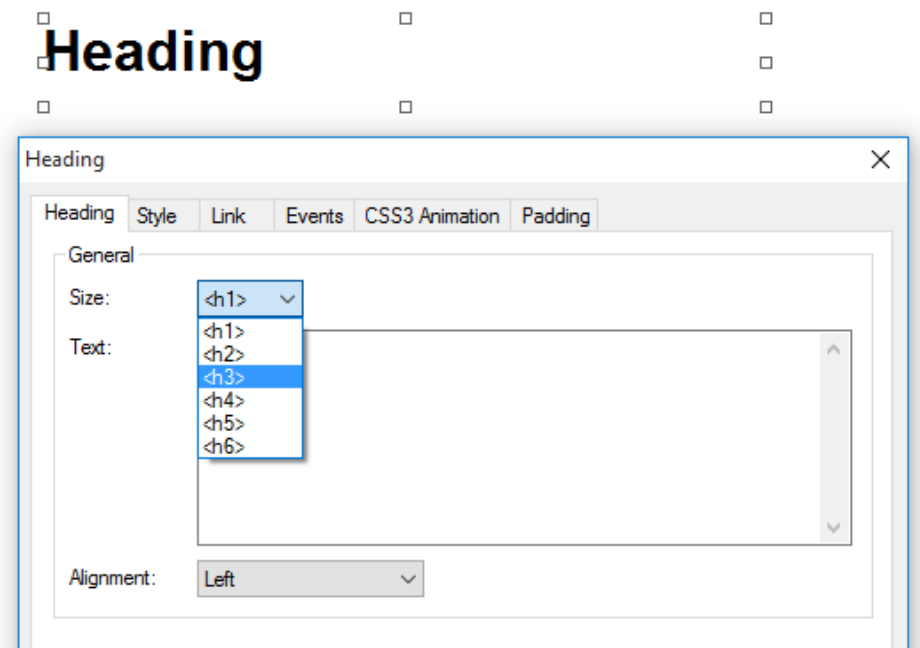 Heading
Heading
Heading Style Link Events CSS3 Animation Padding
General
Size: <h1>
<h1>
Text:
<h2>
<h3>
<h4>
<h5>
<h6>
Alignment: Left